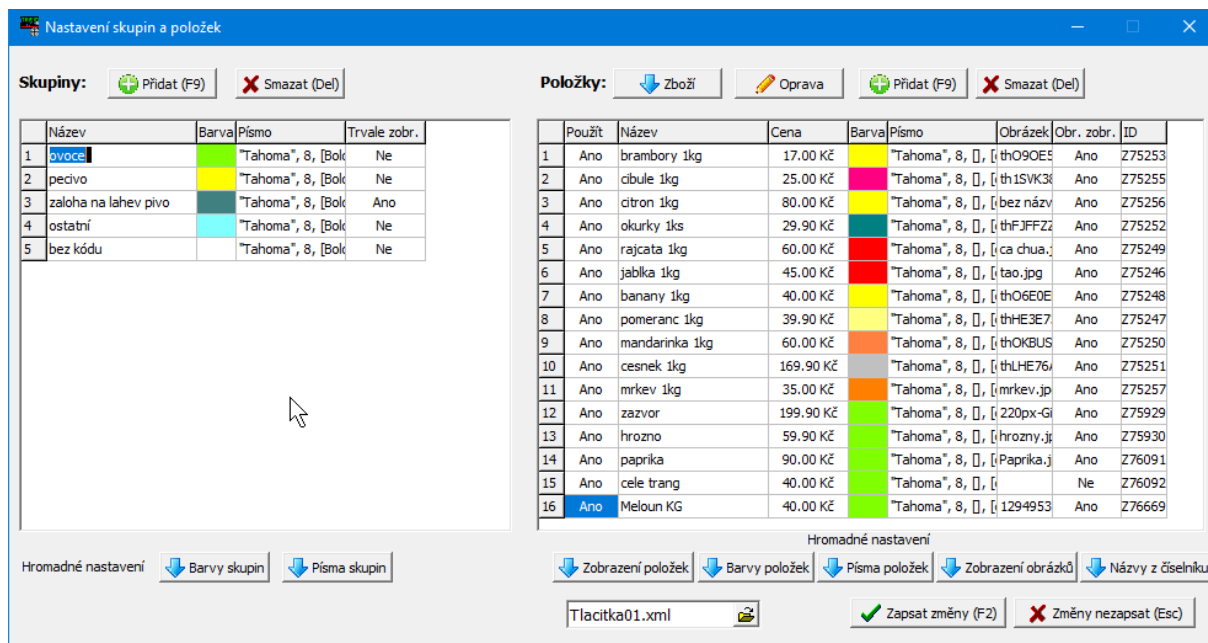 Nastavení skupin a položek
Skupiny: Přidat (F9) Smazat (Del)
Položky: Zboží Oprava Přidat (F9) Smazat (Del)
Název Barva Písmo Trvale zobr.
1 ovoce "Tahoma", 8, [Bold Ne
2 pecivo "Tahoma", 8, [Bold Ne
3 zaloha na lahev pivo "Tahoma", 8, [Bold Ano
4 ostatní "Tahoma", 8, [Bold Ne
5 bez kódu "Tahoma", 8, [Bold Ne
Použít Název Cena Barva Písmo Obrázek Obr. zobr. ID
1 Ano brambory 1kg 17.00 Kč "Tahoma", 8, [], [ thO9OE5 Ano Z75253
2 Ano cibule 1kg 25.00 Kč "Tahoma", 8, [], [ th1SVK38 Ano Z75255
3 Ano citron 1kg 80.00 Kč "Tahoma", 8, [], [ bez názv Ano Z75256
4 Ano okurky 1ks 29.90 Kč "Tahoma", 8, [], [ thFJFFZZ Ano Z75252
5 Ano rajcata 1kg 60.00 Kč "Tahoma", 8, [], [ ca chua.j Ano Z75249
6 Ano jablka 1kg 45.00 Kč "Tahoma", 8, [], [ tao.jpg Ano Z75246
7 Ano banany 1kg 40.00 Kč "Tahoma", 8, [], [ thO6E0E Ano Z75248
8 Ano pomeranc 1kg 39.90 Kč "Tahoma", 8, [], [ thHE3E7 Ano Z75247
9 Ano mandarinka 1kg 60.00 Kč "Tahoma", 8, [], [ thOKBUS Ano Z75250
10 Ano cesnek 1kg 169.90 Kč "Tahoma", 8, [], [ thLHE76 Ano Z75251
11 Ano mrkev 1kg 35.00 Kč "Tahoma", 8, [], [ mrkev.jp Ano Z75257
12 Ano zazvor 199.90 Kč "Tahoma", 8, [], [ 220px-Gi Ano Z75929
13 Ano hrozno 59.90 Kč "Tahoma", 8, [], [ hrozny.jp Ano Z75930
14 Ano paprika 90.00 Kč "Tahoma", 8, [], [ Paprika.j Ano Z76091
15 Ano cele trang 40.00 Kč "Tahoma", 8, [], [ Ne Z76092
16 Ano Meloun KG 40.00 Kč "Tahoma", 8, [], [ 1294953 Ano Z76669
Hromadné nastavení
Hromadné nastavení Barvy skupin Písma skupin
Zobrazení položek Barvy položek Písma položek Zobrazení obrázků Názvy z číselníku
Tlacitka01.xml Zapsat změny (F2) Změny nezapsat (Esc)